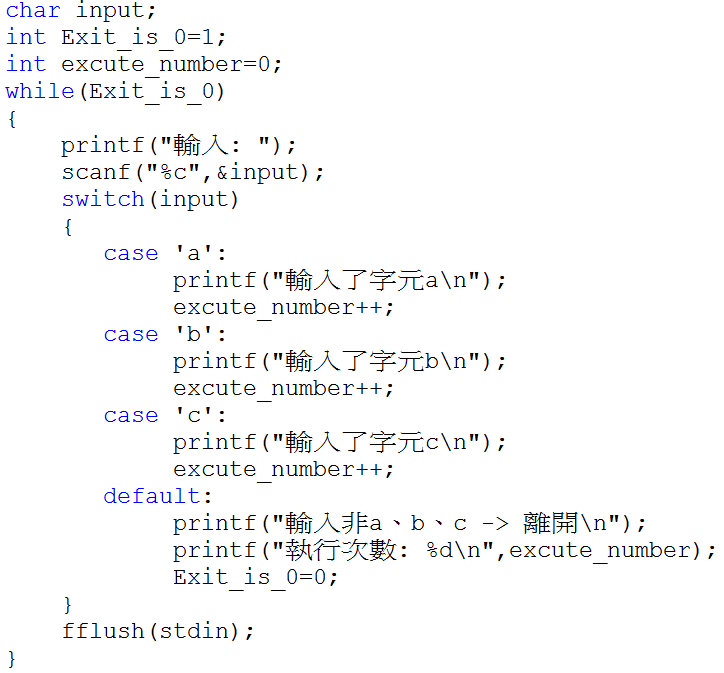 char input;
int Exit_is_0=1;
int excute_number=0;
while(Exit_is_0)
{
    printf("輸入: ");
    scanf("%c",&input);
    switch(input)
    {
       case 'a':
            printf("輸入了字元a\n");
            excute_number++;
       case 'b':
            printf("輸入了字元b\n");
            excute_number++;
       case 'c':
            printf("輸入了字元c\n");
            excute_number++;
       default:
            printf("輸入非a、b、c -> 離開\n");
            printf("執行次數: %d\n",excute_number);
            Exit_is_0=0;
    }
    fflush(stdin);
}